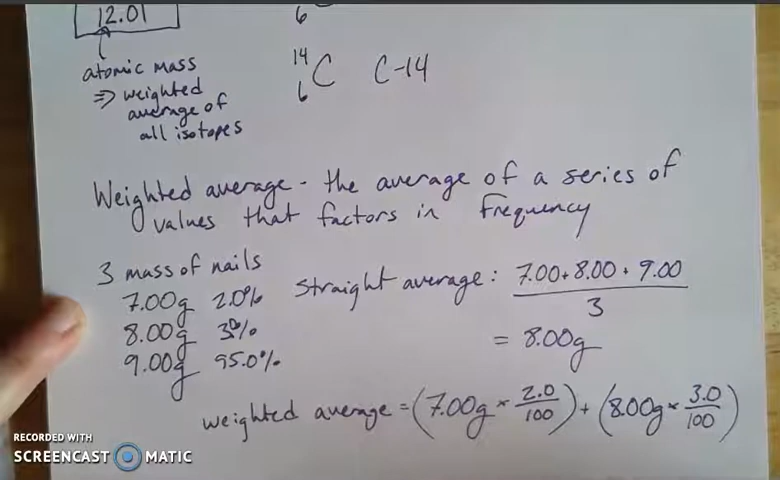 12.01
6
atomic mass
⇒ weighted
average of
all isotopes
14
6 C C-14
Weighted average - the average of a series of
values that factors in frequency
3 mass of nails
7.00g 2.0%
8.00g 3%
9.00g 95.0%
straight average: 7.00+8.00+9.00
3
= 8.00g
weighted average = (7.00g × 2.0/100) + (8.00g × 3.0/100)
RECORDED WITH
SCREENCAST MATIC